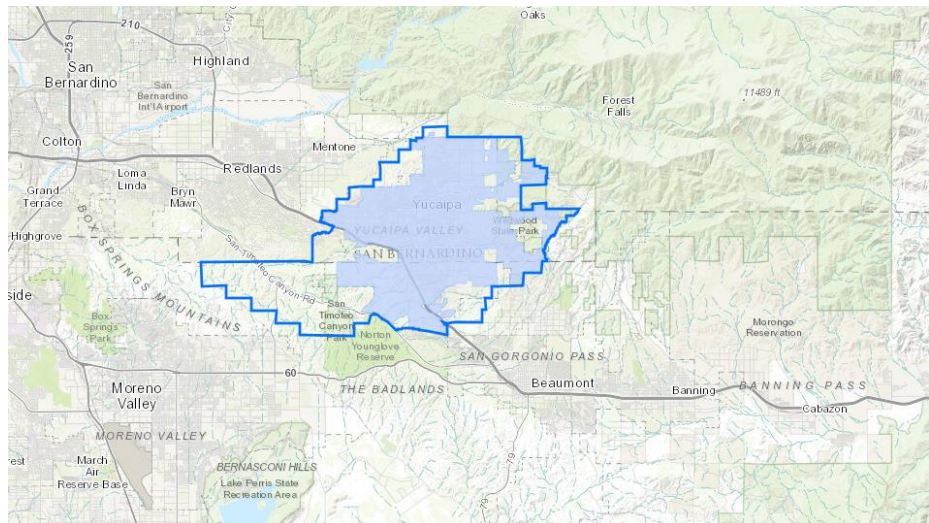 Oaks
City Cr
210
259
San
Bernardino
Highland
San
Bernardino
Int'l Airport
Forest
Falls
11489 ft
Colton
Mentone
Loma
Linda
Redlands
Bryn
Mawr
Grand
Terrace
Yucaipa
Wildwood
State Park
YUCAIPA VALLEY
Highgrove
SAN BERNARDINO
San-Timoteo Canyon-Rd
BOX SPRINGS MOUNTAINS
side
Box
Springs
Park
San
Timoteo
Canyon
Park
Norton
Younglove
Reserve
Morongo
Reservation
SAN GORGONIO PASS
60
Moreno
Valley
THE BADLANDS
Beaumont
Banning
BANNING PASS
Cabazon
MORENO VALLEY
rest
March
Air
Reserve Base
BERNASCONI HILLS
Lake Perris State
Recreation Area
79
79